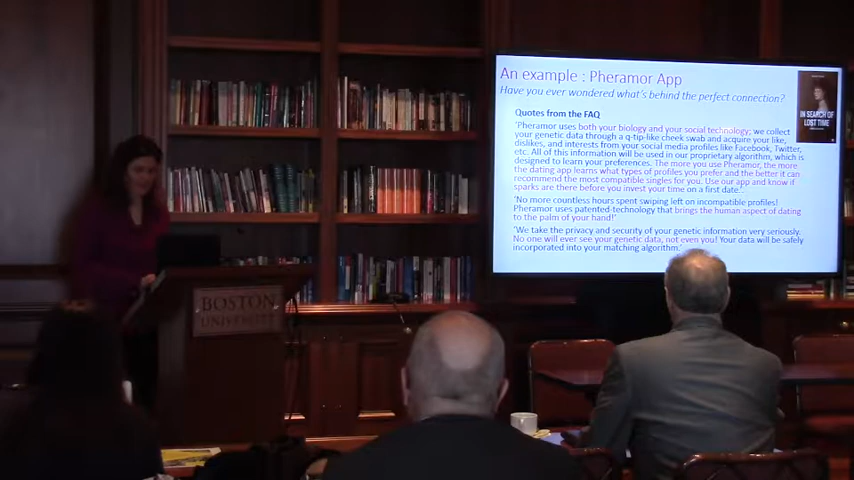 An example : Pheramor App
Have you ever wondered what's behind the perfect connection?
Quotes from the FAQ
'Pheramor uses both your biology and your social technology; we collect
your genetic data through a q-tip-like cheek swab and acquire your like,
dislikes, and interests from your social media profiles like Facebook, Twitter,
etc. All of this information will be used in our proprietary algorithm, which is
designed to learn your preferences. The more you use Pheramor, the more
the dating app learns what types of profiles you prefer and the better it can
recommend the most compatible singles for you. Use our app and know if
sparks are there before you invest your time on a first date.'.
'No more countless hours spent swiping left on incompatible profiles!
Pheramor uses patented-technology that brings the human aspect of dating
to the palm of your hand!'
'We take the privacy and security of your genetic information very seriously.
No one will ever see your genetic data, not even you! Your data will be safely
incorporated into your matching algorithm.'
IN SEARCH OF
LOST TIME
BOSTON
UNIVERSITY